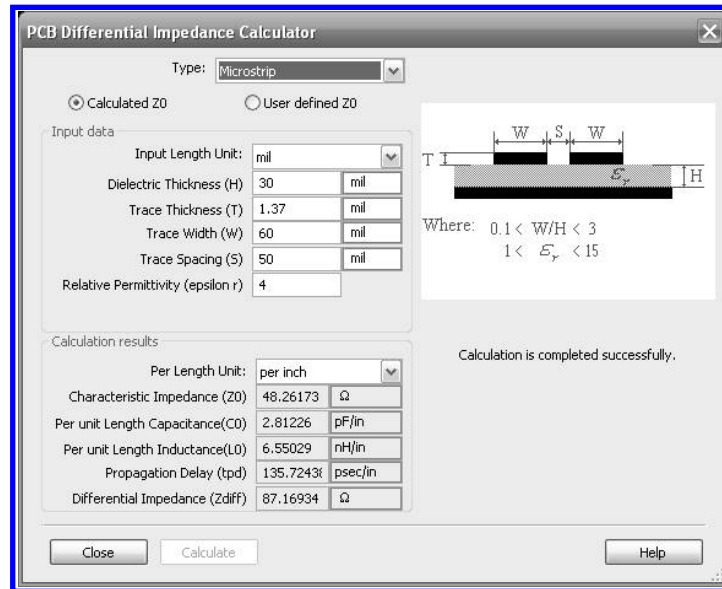 PCB Differential Impedance Calculator
Type: Microstrip
Calculated Z0 User defined Z0
Input data
Input Length Unit: mil
Dielectric Thickness (H) 30 mil
Trace Thickness (T) 1.37 mil
Trace Width (W) 60 mil
Trace Spacing (S) 50 mil
Relative Permittivity (epsilon r) 4
W S W
T
εr H
Where: 0.1 < W/H < 3
1 < εr < 15
Calculation results
Per Length Unit: per inch
Characteristic Impedance (Z0) 48.26173 Ω
Per unit Length Capacitance(C0) 2.81226 pF/in
Per unit Length Inductance(L0) 6.55029 nH/in
Propagation Delay (tpd) 135.7243 psec/in
Differential Impedance (Zdiff) 87.16934 Ω
Calculation is completed successfully.
Close Calculate Help